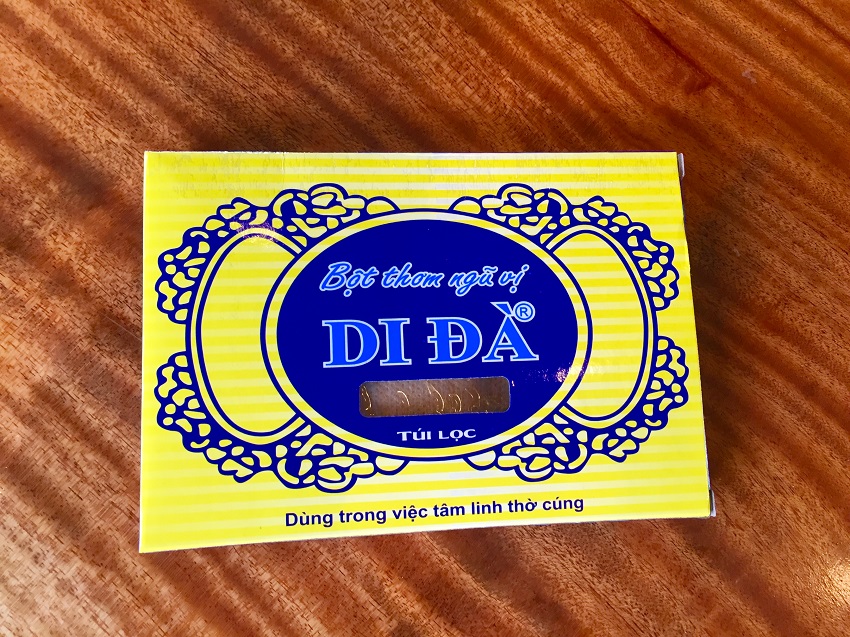 Bột thơm ngũ vị
DI ĐÀ®
TÚI LỌC
Dùng trong việc tâm linh thờ cúng